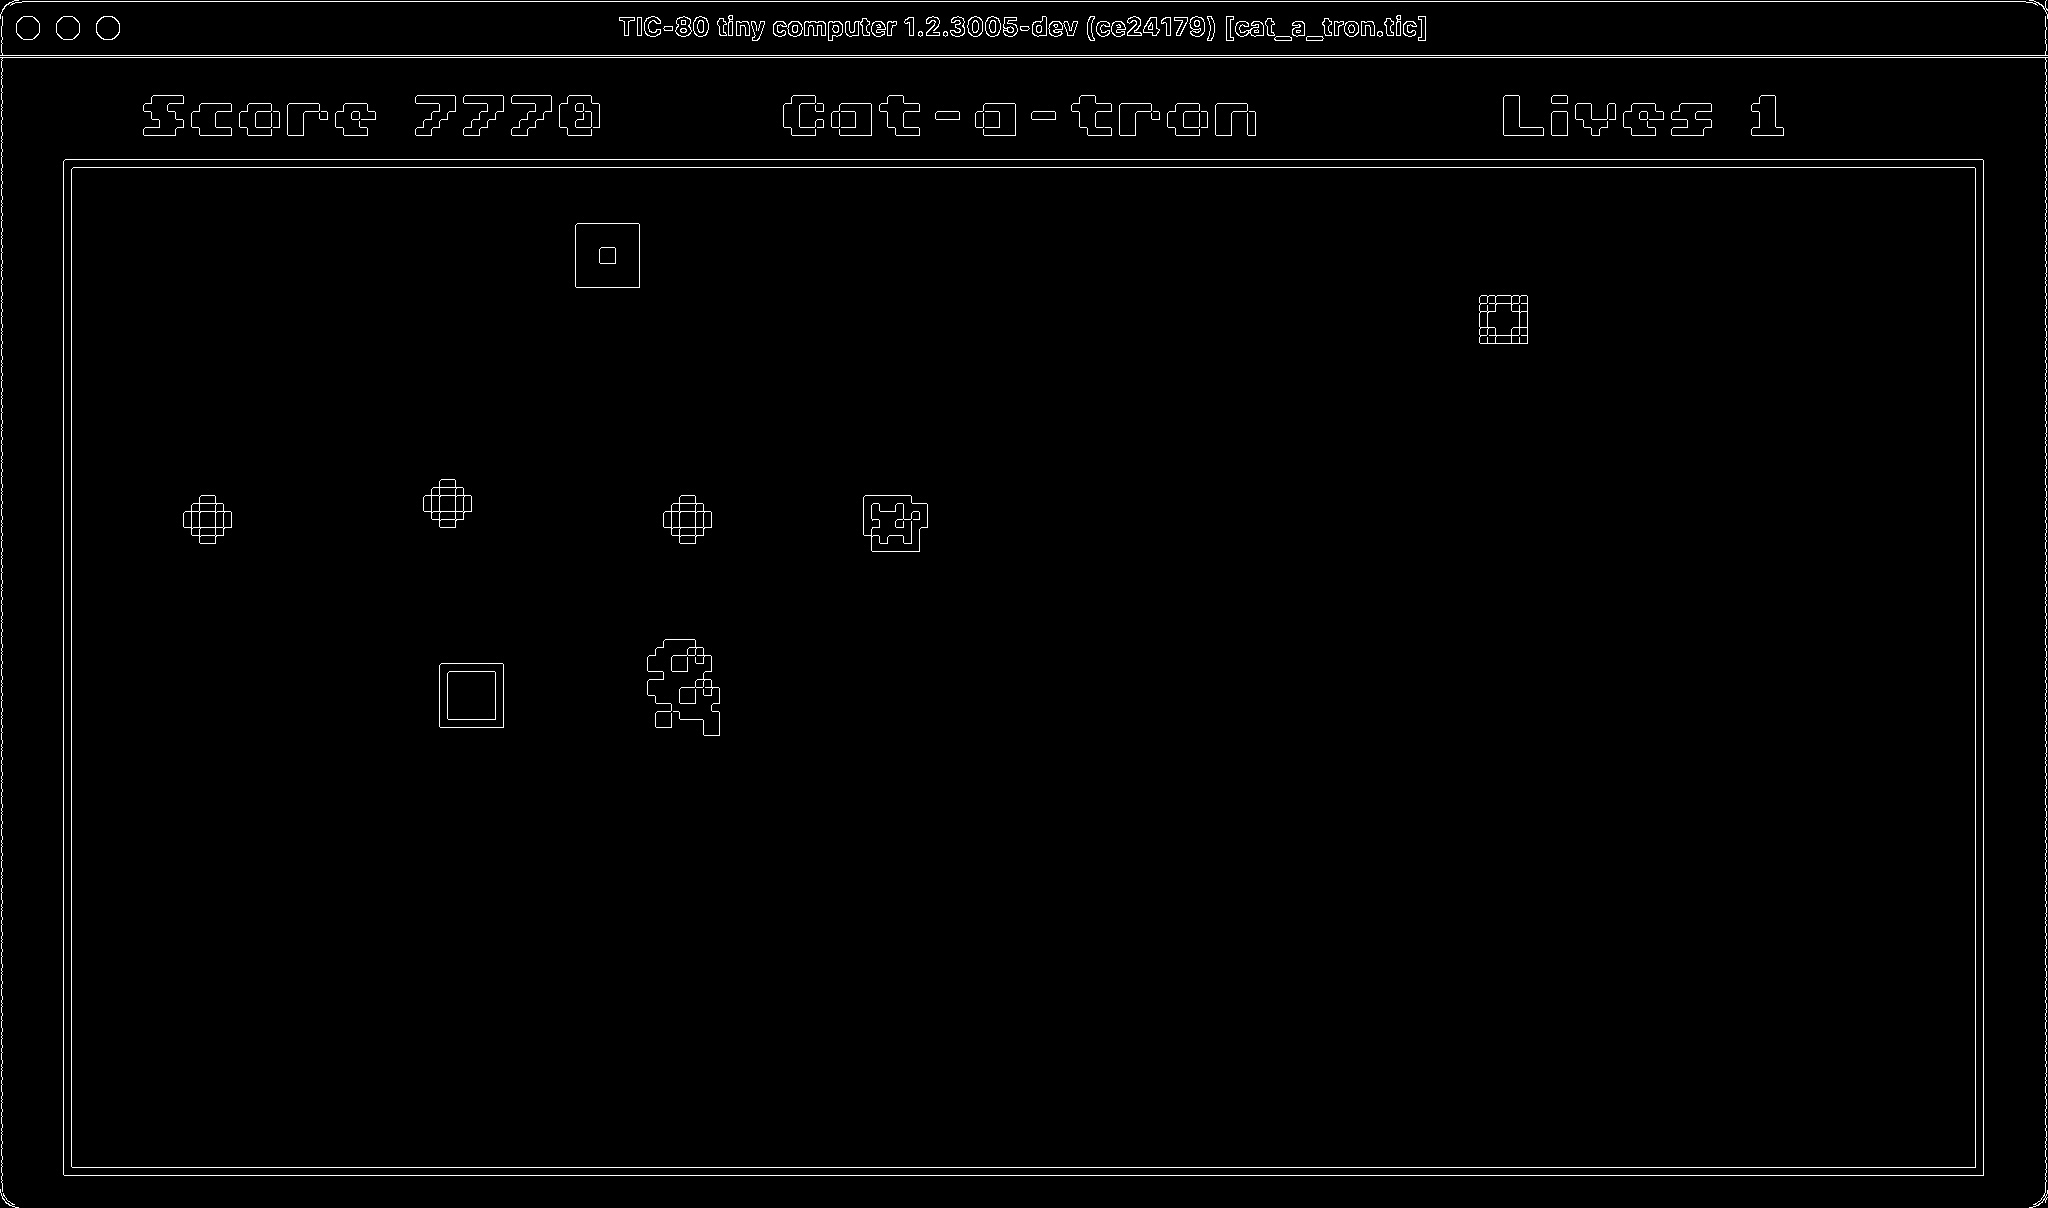 TIC-80 tiny computer 1.2.3005-dev (ce24179) [cat_a_tron.tic]
Score 7770 Cat-a-tron Lives 1